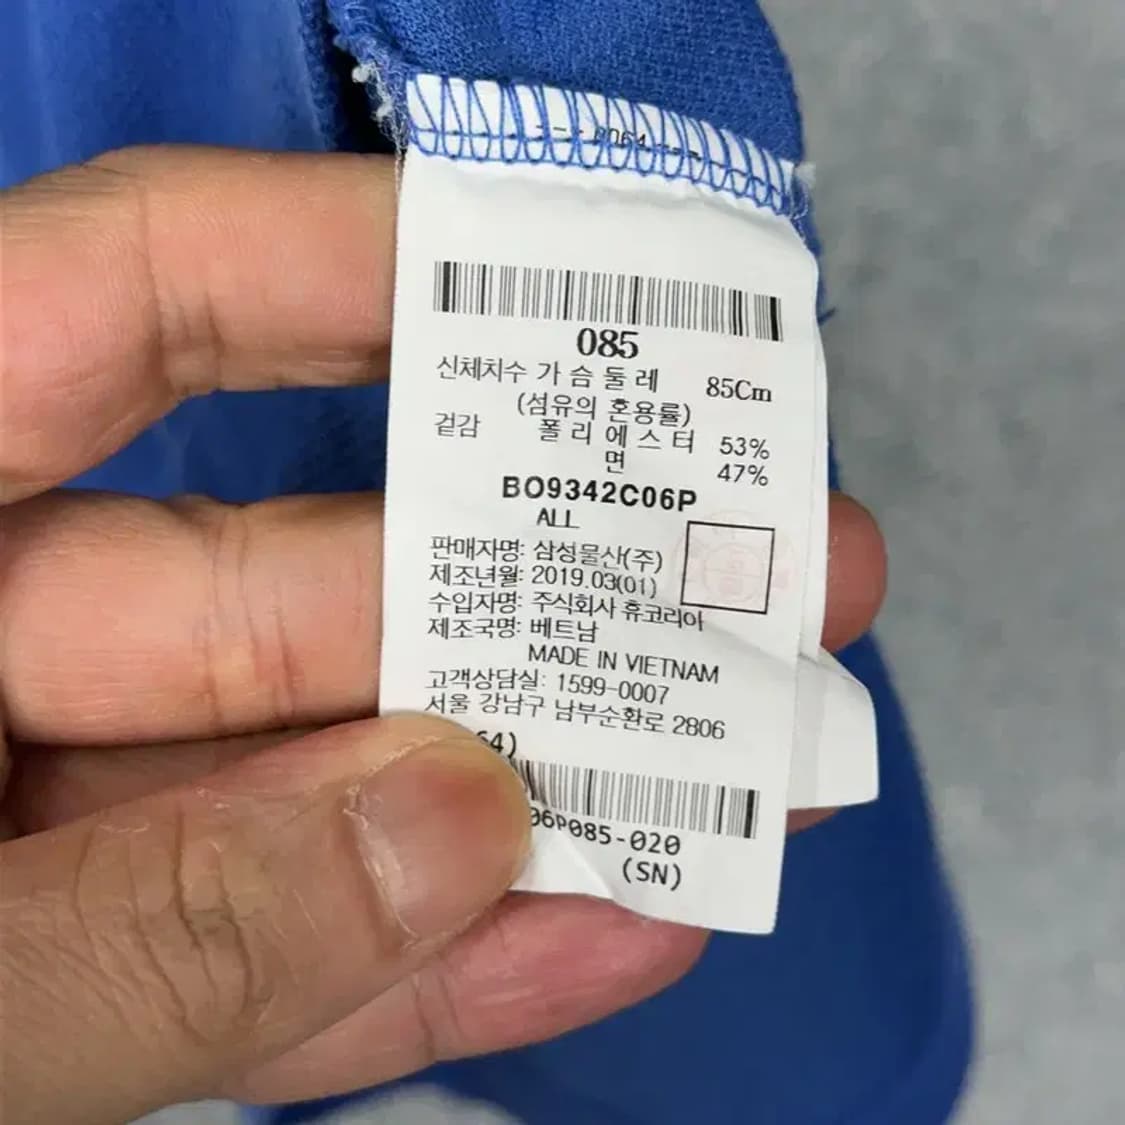 8064
085
신체치수 가슴둘레 85Cm
(섬유의 혼용률)
겉감 폴리에스터 53%
면 47%
BO9342C06P
ALL
판매자명: 삼성물산(주)
제조년월: 2019.03(01)
수입자명: 주식회사 휴코리아
제조국명: 베트남
MADE IN VIETNAM
고객상담실: 1599-0007
서울 강남구 남부순환로 2806
64)
06P085-020
(SN)